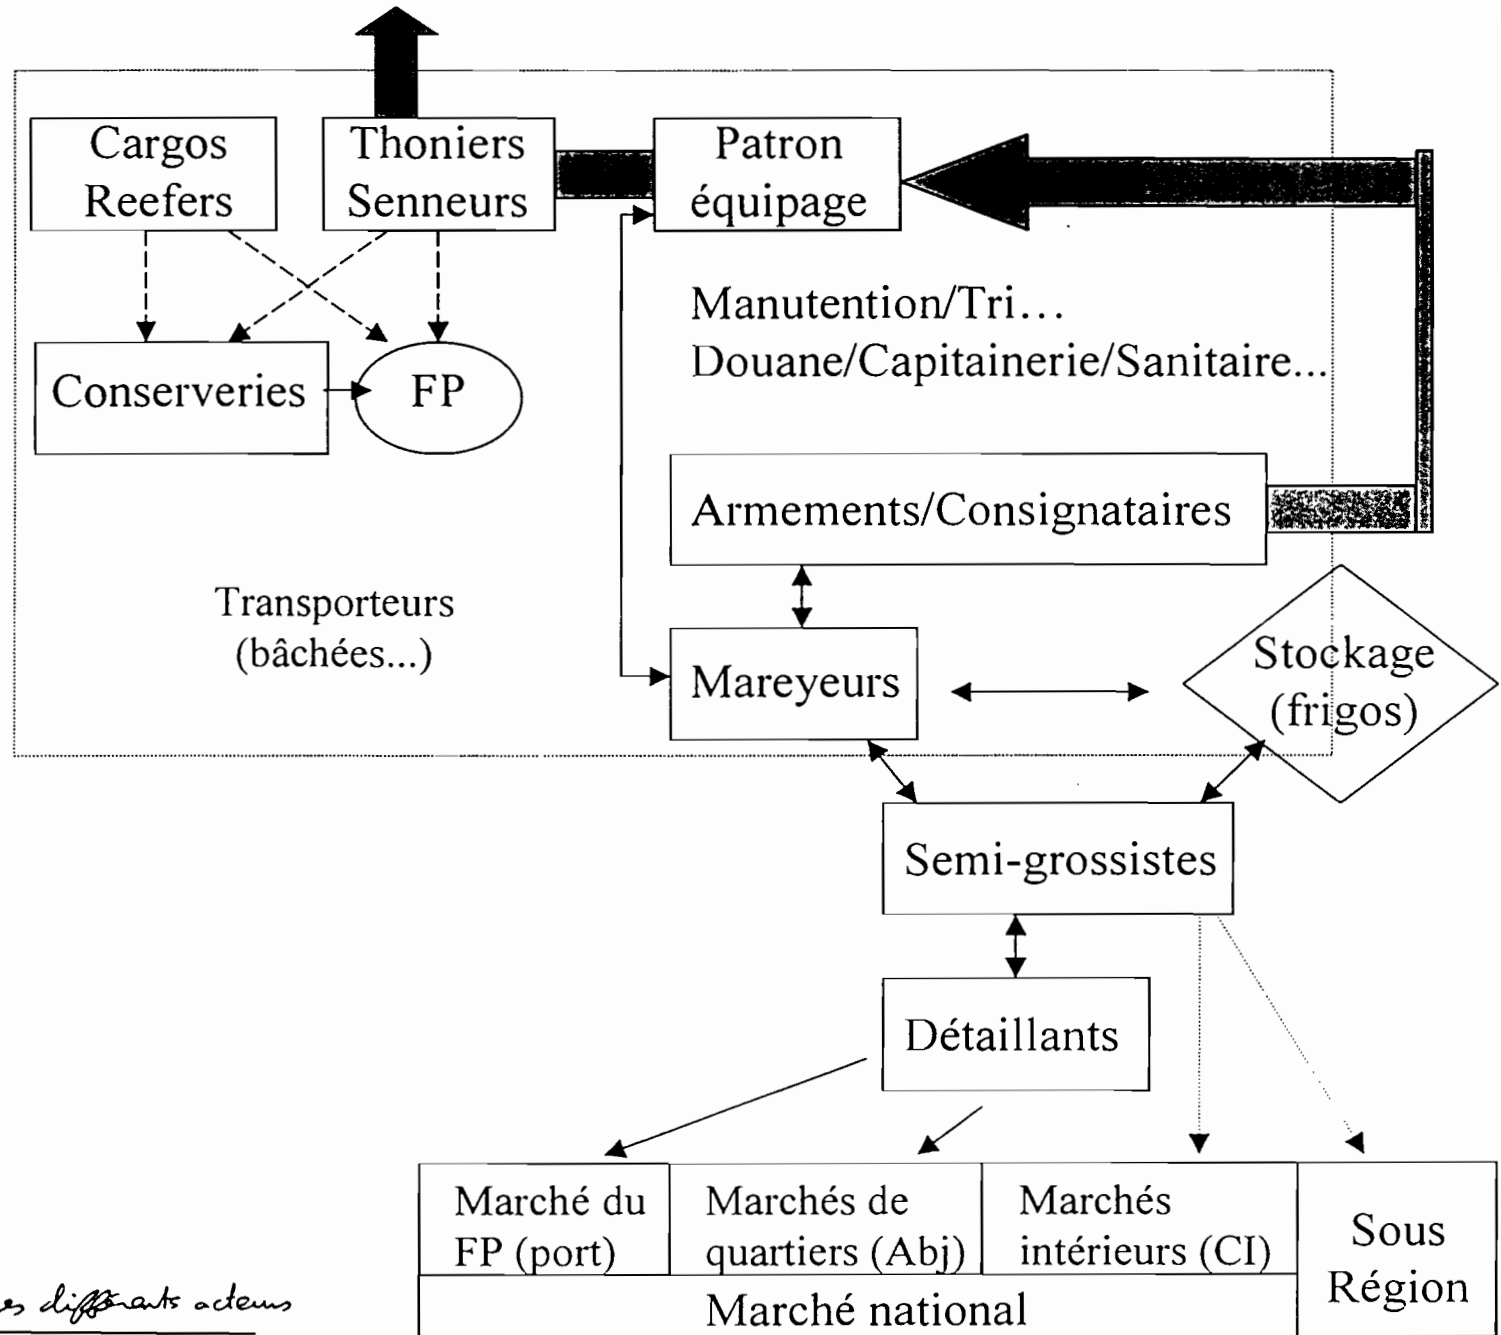 Cargos
Reefers
Thoniers
Senneurs
Patron
équipage
Manutention/Tri...
Douane/Capitainerie/Sanitaire...
Conserveries
FP
Armements/Consignataires
Transporteurs
(bâchées...)
Mareyeurs
Stockage
(frigos)
Semi-grossistes
Détaillants
Marché du
FP (port)
Marchés de
quartiers (Abj)
Marchés
intérieurs (CI)
Sous
Région
Marché national
différents acteurs